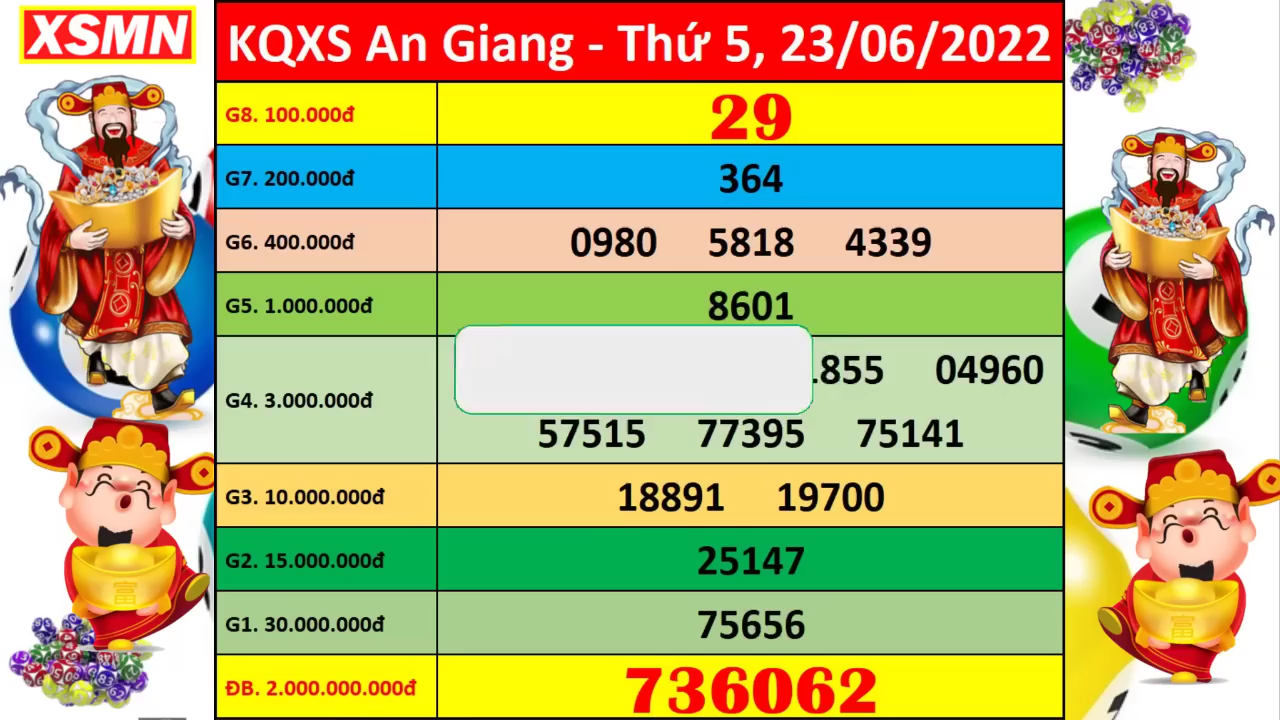 XSMN
KQXS An Giang - Thứ 5, 23/06/2022
G8. 100.000đ
29
G7. 200.000đ
364
G6. 400.000đ
0980 5818 4339
G5. 1.000.000đ
8601
G4. 3.000.000đ
855 04960
57515 77395 75141
G3. 10.000.000đ
18891 19700
G2. 15.000.000đ
25147
G1. 30.000.000đ
75656
ĐB. 2.000.000.000đ
736062
富
富